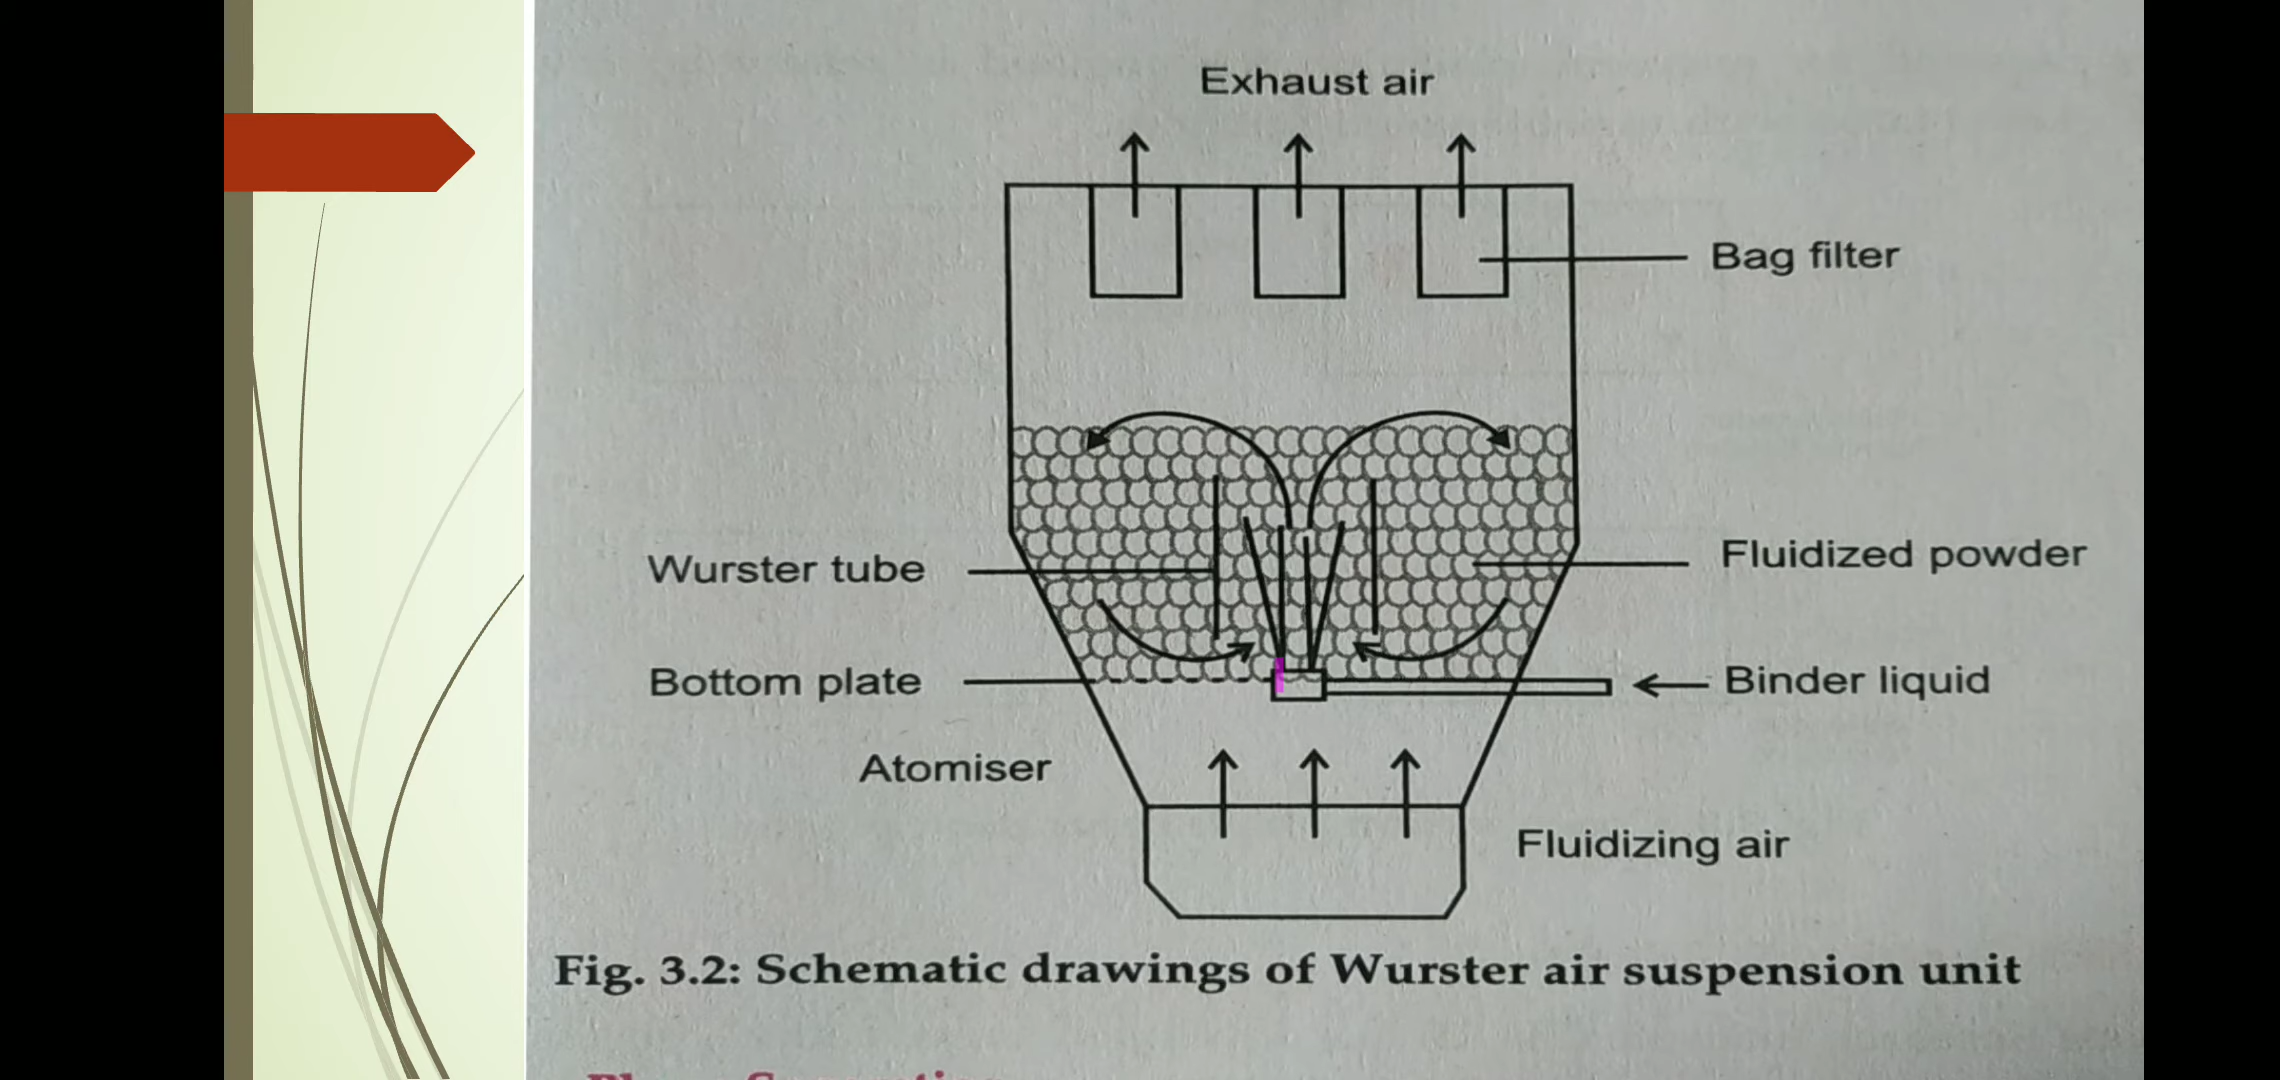 Exhaust air
Bag filter
Wurster tube
Fluidized powder
Bottom plate
Binder liquid
Atomiser
Fluidizing air
Fig. 3.2: Schematic drawings of Wurster air suspension unit